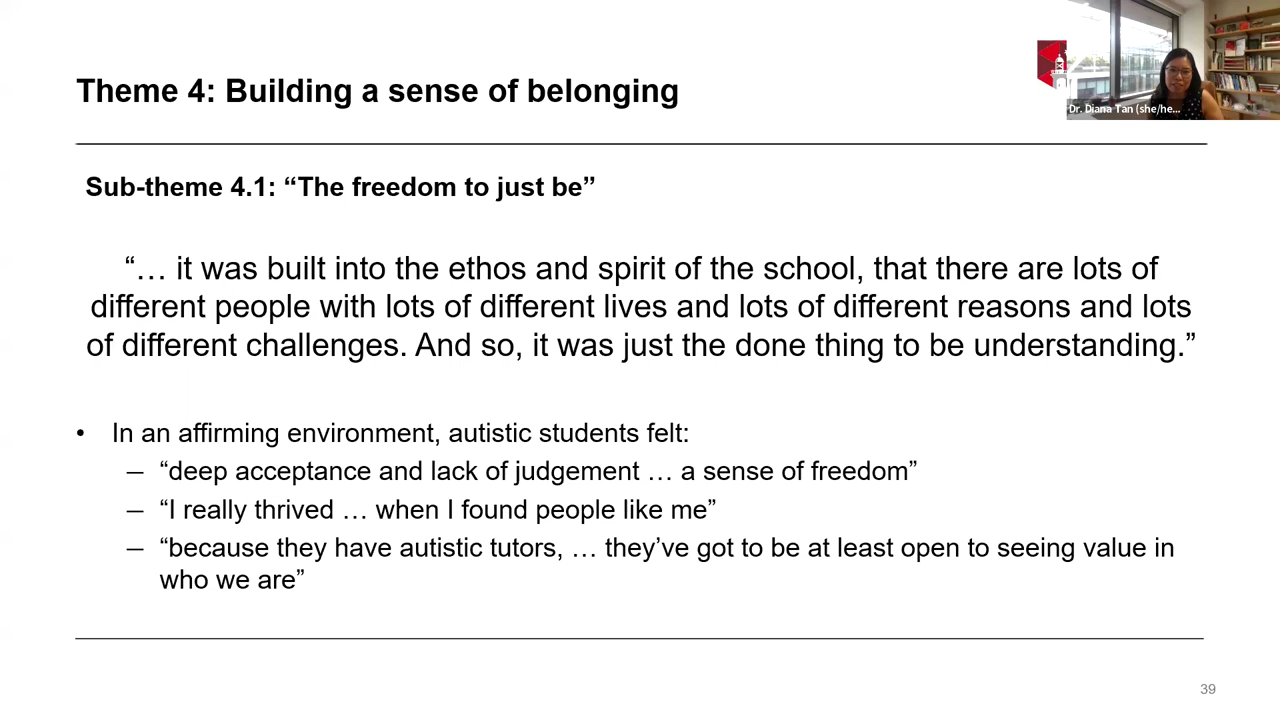 Theme 4: Building a sense of belonging
Dr. Diana Tan (she/he...
Sub-theme 4.1: “The freedom to just be”
“… it was built into the ethos and spirit of the school, that there are lots of
different people with lots of different lives and lots of different reasons and lots
of different challenges. And so, it was just the done thing to be understanding.”
• In an affirming environment, autistic students felt:
– “deep acceptance and lack of judgement … a sense of freedom”
– “I really thrived … when I found people like me”
– “because they have autistic tutors, … they’ve got to be at least open to seeing value in
who we are”
39